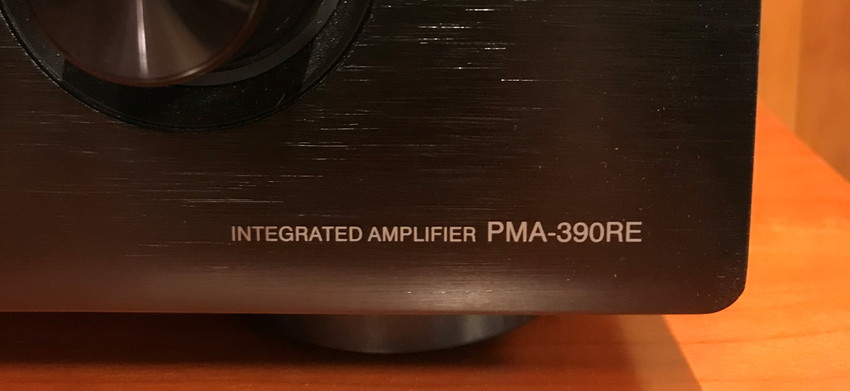 INTEGRATED AMPLIFIER PMA-390RE